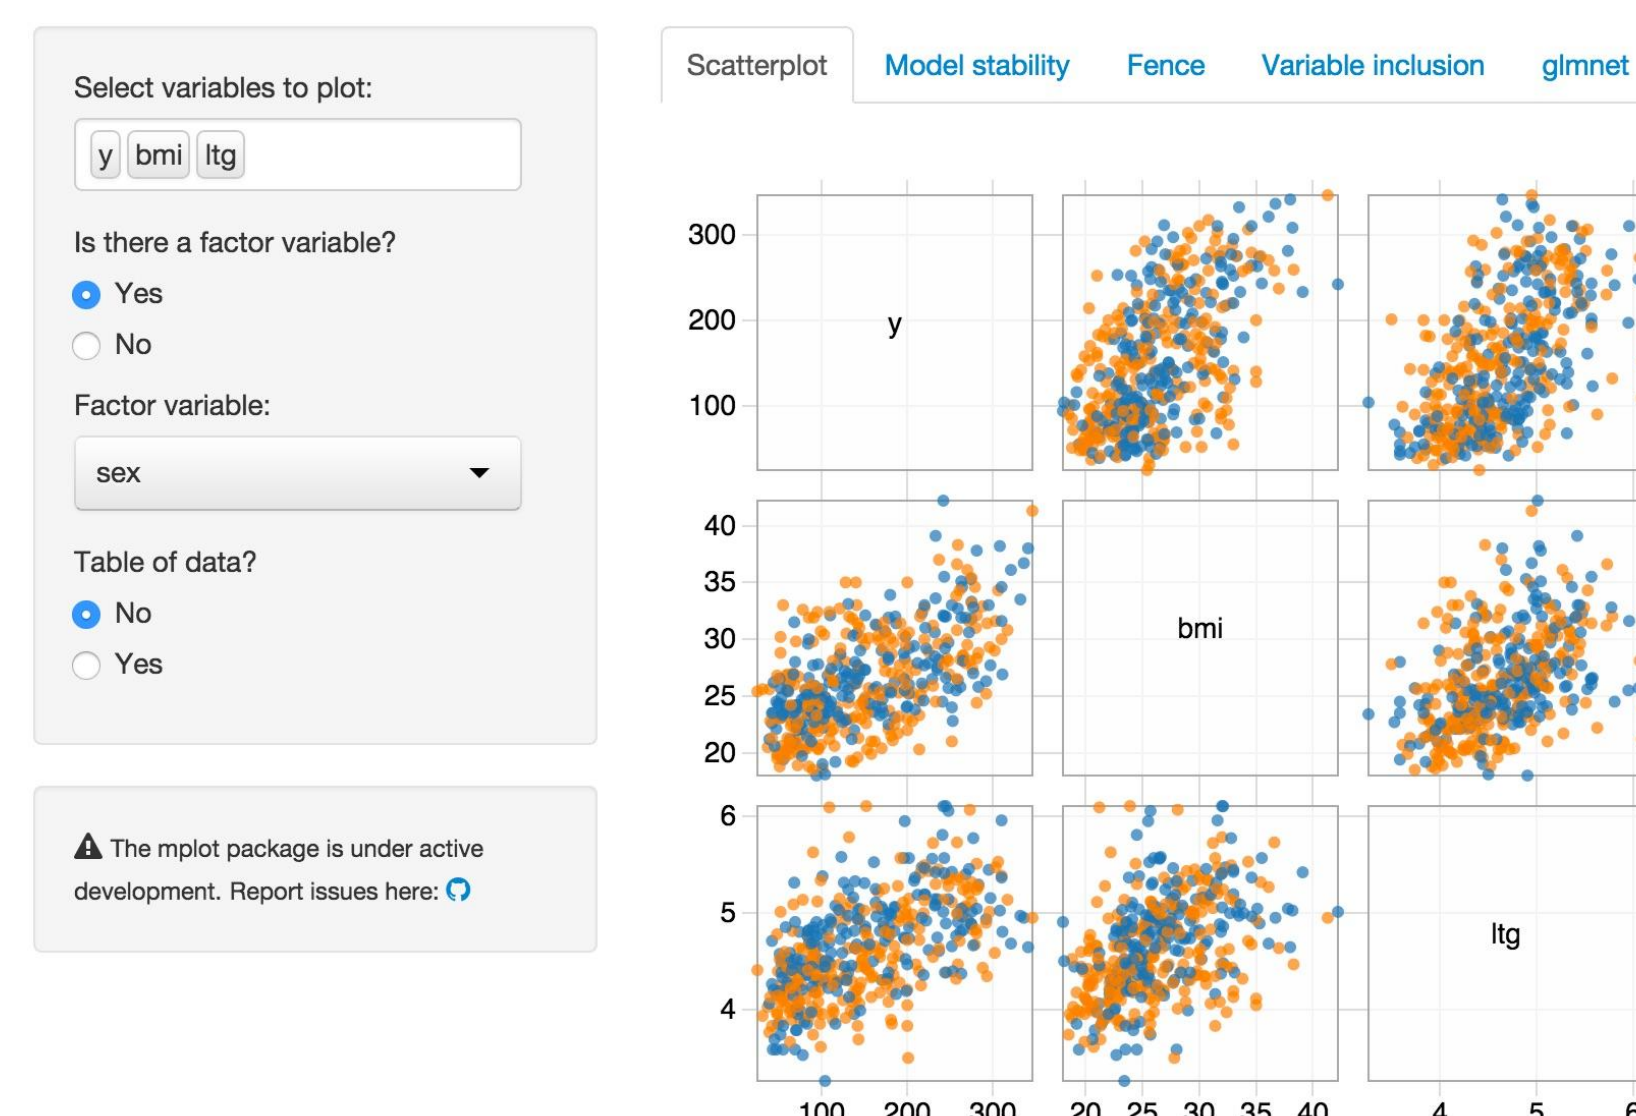 Select variables to plot:
y bmi ltg
Is there a factor variable?
Yes
No
Factor variable:
sex
Table of data?
No
Yes
The mplot package is under active
development. Report issues here:
Scatterplot Model stability Fence Variable inclusion glmnet
300
200
100
y
40
35
30
25
20
bmi
6
5
4
ltg
100 200 300 20 25 30 35 40 4 5 6